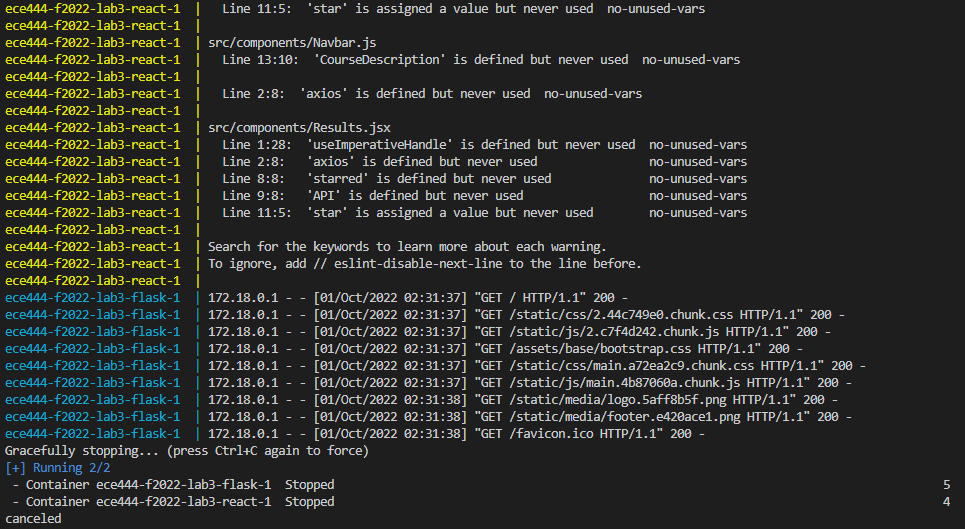 ece444-f2022-lab3-react-1  |   Line 11:5:  'star' is assigned a value but never used  no-unused-vars
ece444-f2022-lab3-react-1  |
ece444-f2022-lab3-react-1  | src/components/Navbar.js
ece444-f2022-lab3-react-1  |   Line 13:10:  'CourseDescription' is defined but never used  no-unused-vars
ece444-f2022-lab3-react-1  |
ece444-f2022-lab3-react-1  |   Line 2:8:  'axios' is defined but never used  no-unused-vars
ece444-f2022-lab3-react-1  |
ece444-f2022-lab3-react-1  | src/components/Results.jsx
ece444-f2022-lab3-react-1  |   Line 1:28:  'useImperativeHandle' is defined but never used  no-unused-vars
ece444-f2022-lab3-react-1  |   Line 2:8:   'axios' is defined but never used                no-unused-vars
ece444-f2022-lab3-react-1  |   Line 8:8:   'starred' is defined but never used              no-unused-vars
ece444-f2022-lab3-react-1  |   Line 9:8:   'API' is defined but never used                  no-unused-vars
ece444-f2022-lab3-react-1  |   Line 11:5:  'star' is assigned a value but never used        no-unused-vars
ece444-f2022-lab3-react-1  |
ece444-f2022-lab3-react-1  | Search for the keywords to learn more about each warning.
ece444-f2022-lab3-react-1  | To ignore, add // eslint-disable-next-line to the line before.
ece444-f2022-lab3-react-1  |
ece444-f2022-lab3-flask-1  | 172.18.0.1 - - [01/Oct/2022 02:31:37] "GET / HTTP/1.1" 200 -
ece444-f2022-lab3-flask-1  | 172.18.0.1 - - [01/Oct/2022 02:31:37] "GET /static/css/2.44c749e0.chunk.css HTTP/1.1" 200 -
ece444-f2022-lab3-flask-1  | 172.18.0.1 - - [01/Oct/2022 02:31:37] "GET /static/js/2.c7f4d242.chunk.js HTTP/1.1" 200 -
ece444-f2022-lab3-flask-1  | 172.18.0.1 - - [01/Oct/2022 02:31:37] "GET /assets/base/bootstrap.css HTTP/1.1" 200 -
ece444-f2022-lab3-flask-1  | 172.18.0.1 - - [01/Oct/2022 02:31:37] "GET /static/css/main.a72ea2c9.chunk.css HTTP/1.1" 200 -
ece444-f2022-lab3-flask-1  | 172.18.0.1 - - [01/Oct/2022 02:31:37] "GET /static/js/main.4b87060a.chunk.js HTTP/1.1" 200 -
ece444-f2022-lab3-flask-1  | 172.18.0.1 - - [01/Oct/2022 02:31:38] "GET /static/media/logo.5aff8b5f.png HTTP/1.1" 200 -
ece444-f2022-lab3-flask-1  | 172.18.0.1 - - [01/Oct/2022 02:31:38] "GET /static/media/footer.e420ace1.png HTTP/1.1" 200 -
ece444-f2022-lab3-flask-1  | 172.18.0.1 - - [01/Oct/2022 02:31:38] "GET /favicon.ico HTTP/1.1" 200 -
Gracefully stopping... (press Ctrl+C again to force)
[+] Running 2/2
 - Container ece444-f2022-lab3-flask-1  Stopped 5
 - Container ece444-f2022-lab3-react-1  Stopped 4
canceled